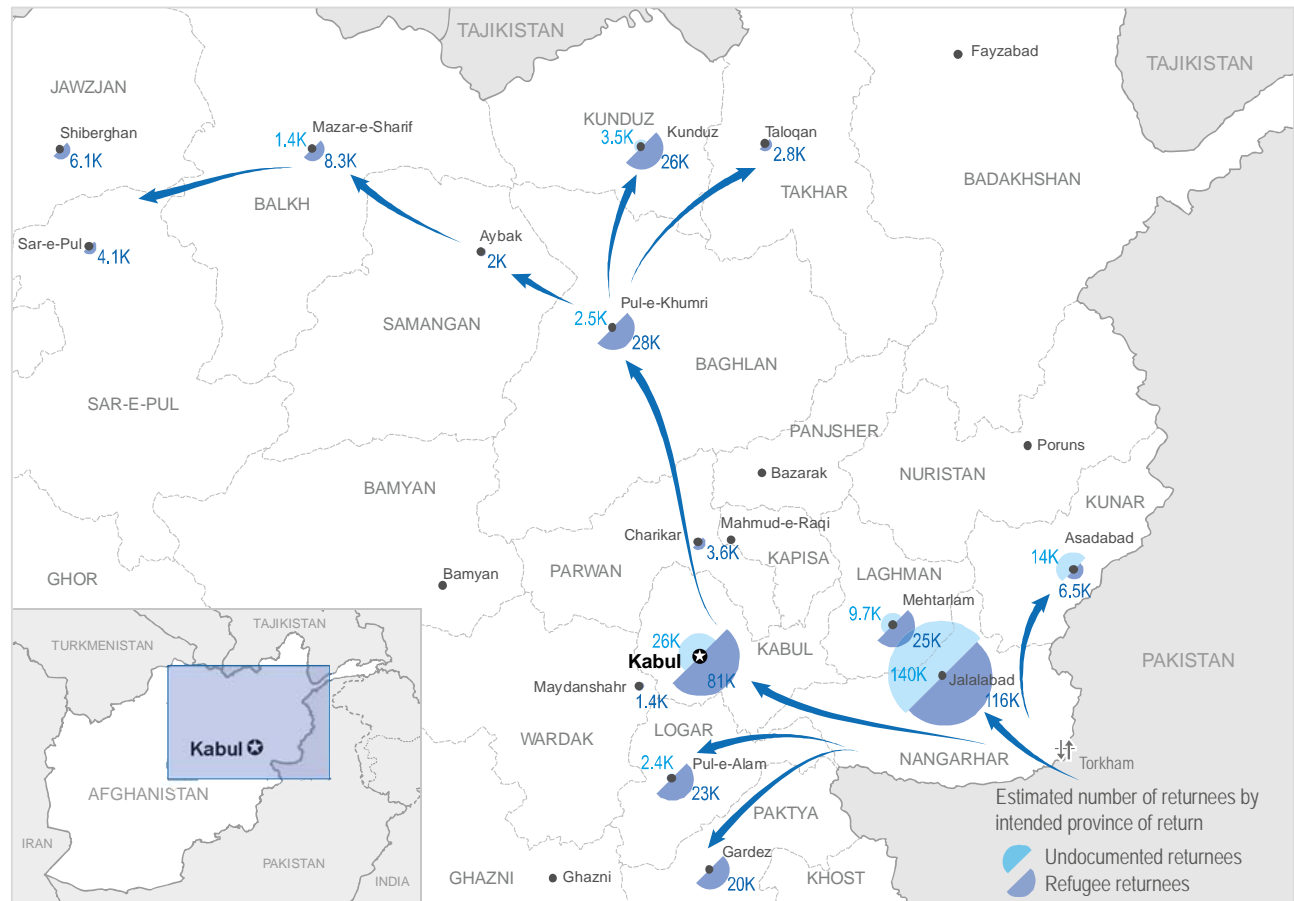 TAJIKISTAN
Fayzabad
TAJIKISTAN
JAWZJAN
Shiberghan
6.1K
Mazar-e-Sharif
1.4K
8.3K
KUNDUZ
Kunduz
3.5K
26K
Taloqan
2.8K
TAKHAR
BADAKHSHAN
BALKH
Sar-e-Pul
4.1K
Aybak
2K
Pul-e-Khumri
2.5K
28K
SAMANGAN
BAGHLAN
SAR-E-PUL
PANJSHER
Poruns
Bazarak
NURISTAN
BAMYAN
KUNAR
Charikar
3.6K
Mahmud-e-Raqi
Asadabad
14K
6.5K
PARWAN
KAPISA
LAGHMAN
GHOR
Bamyan
Mehtarlam
9.7K
25K
26K
Kabul
81K
KABUL
140K
Jalalabad
116K
PAKISTAN
Maydanshahr
1.4K
WARDAK
LOGAR
Pul-e-Alam
2.4K
23K
NANGARHAR
Torkham
PAKTYA
Gardez
20K
GHAZNI
Ghazni
KHOST
Estimated number of returnees by
intended province of return
Undocumented returnees
Refugee returnees
TURKMENISTAN
TAJIKISTAN
Kabul
AFGHANISTAN
IRAN
PAKISTAN
INDIA